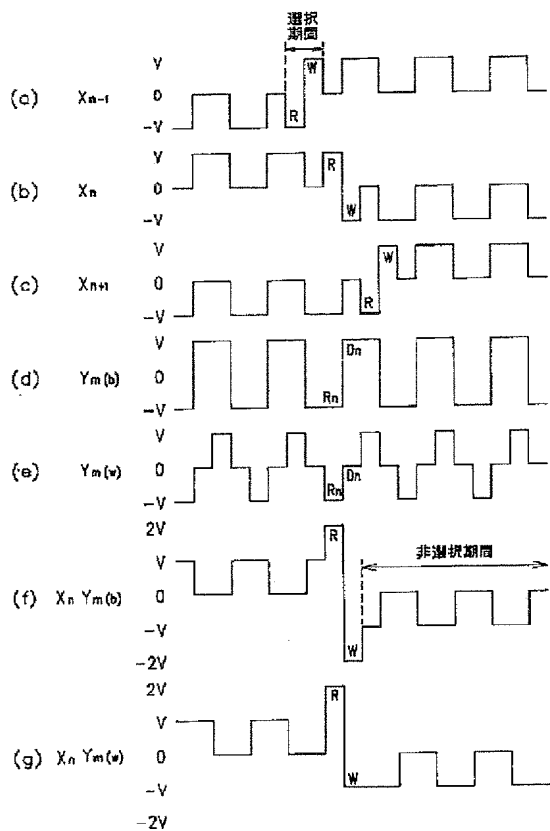 選択
期間
(a) Xn-1 V 0 -V R W
(b) Xn V 0 -V R W
(c) Xn+1 V 0 -V R W
(d) Ym(b) V 0 -V Rn Dn
(e) Ym(w) V 0 -V Rn Dn
(f) Xn Ym(b) 2V V 0 -V -2V R W 非選択期間
(g) Xn Ym(w) 2V V 0 -V -2V R W